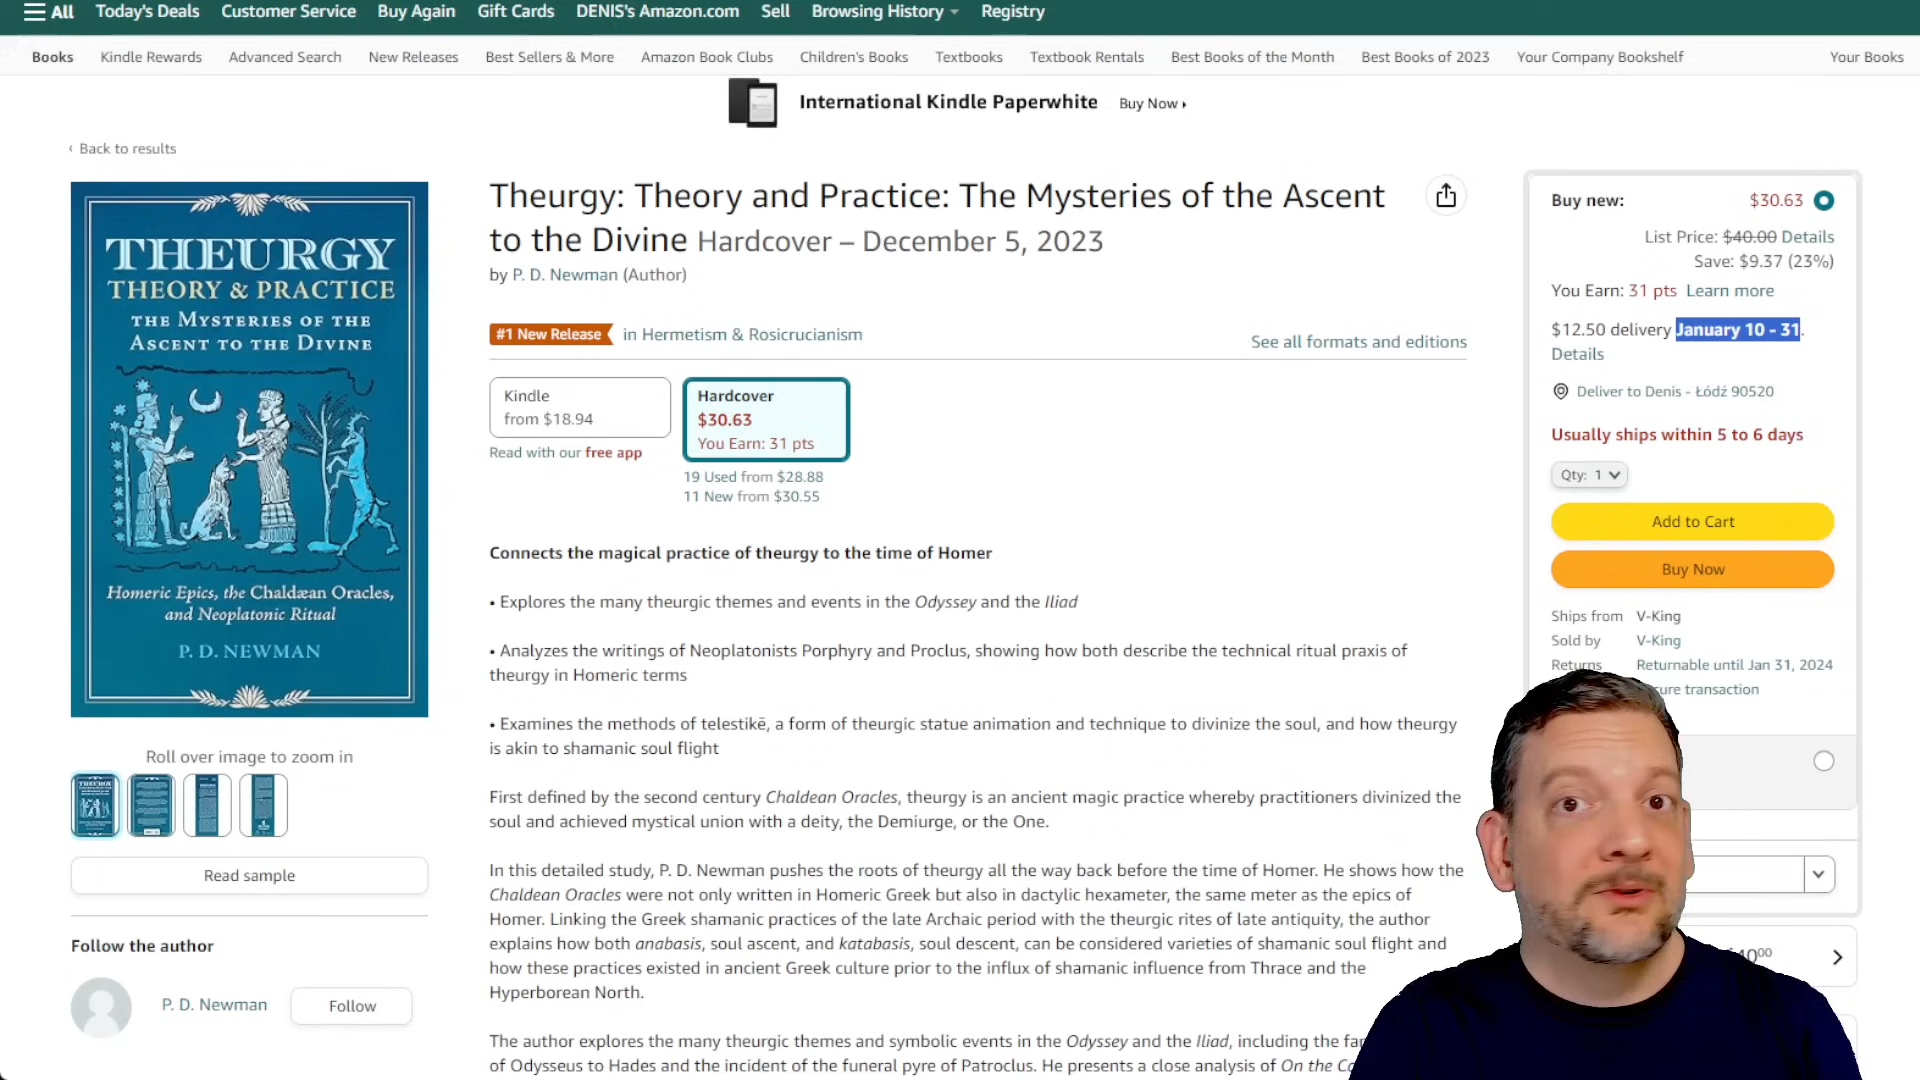 All Today's Deals Customer Service Buy Again Gift Cards DENIS's Amazon.com Sell Browsing History Registry
Books Kindle Rewards Advanced Search New Releases Best Sellers & More Amazon Book Clubs Children's Books Textbooks Textbook Rentals Best Books of the Month Best Books of 2023 Your Company Bookshelf Your Books
International Kindle Paperwhite Buy Now ›
‹ Back to results
THEURGY
THEORY & PRACTICE
THE MYSTERIES OF THE
ASCENT TO THE DIVINE
Homeric Epics, the Chaldæan Oracles,
and Neoplatonic Ritual
P. D. NEWMAN
Roll over image to zoom in
Read sample
Follow the author
P. D. Newman Follow
Theurgy: Theory and Practice: The Mysteries of the Ascent
to the Divine Hardcover – December 5, 2023
by P. D. Newman (Author)
#1 New Release in Hermetism & Rosicrucianism
See all formats and editions
Kindle
from $18.94
Read with our free app
Hardcover
$30.63
You Earn: 31 pts
19 Used from $28.88
11 New from $30.55
Connects the magical practice of theurgy to the time of Homer
• Explores the many theurgic themes and events in the Odyssey and the Iliad
• Analyzes the writings of Neoplatonists Porphyry and Proclus, showing how both describe the technical ritual praxis of
theurgy in Homeric terms
• Examines the methods of telestikē, a form of theurgic statue animation and technique to divinize the soul, and how theurgy
is akin to shamanic soul flight
First defined by the second century Chaldean Oracles, theurgy is an ancient magic practice whereby practitioners divinized the
soul and achieved mystical union with a deity, the Demiurge, or the One.
In this detailed study, P. D. Newman pushes the roots of theurgy all the way back before the time of Homer. He shows how the
Chaldean Oracles were not only written in Homeric Greek but also in dactylic hexameter, the same meter as the epics of
Homer. Linking the Greek shamanic practices of the late Archaic period with the theurgic rites of late antiquity, the author
explains how both anabasis, soul ascent, and katabasis, soul descent, can be considered varieties of shamanic soul flight and
how these practices existed in ancient Greek culture prior to the influx of shamanic influence from Thrace and the
Hyperborean North.
The author explores the many theurgic themes and symbolic events in the Odyssey and the Iliad, including the
of Odysseus to Hades and the incident of the funeral pyre of Patroclus. He presents a close analysis of On the
Buy new: $30.63
List Price: $40.00 Details
Save: $9.37 (23%)
You Earn: 31 pts Learn more
$12.50 delivery January 10 - 31.
Details
Deliver to Denis - Łódź 90520
Usually ships within 5 to 6 days
Qty: 1
Add to Cart
Buy Now
Ships from V-King
Sold by V-King
Returns Returnable until Jan 31, 2024
transaction